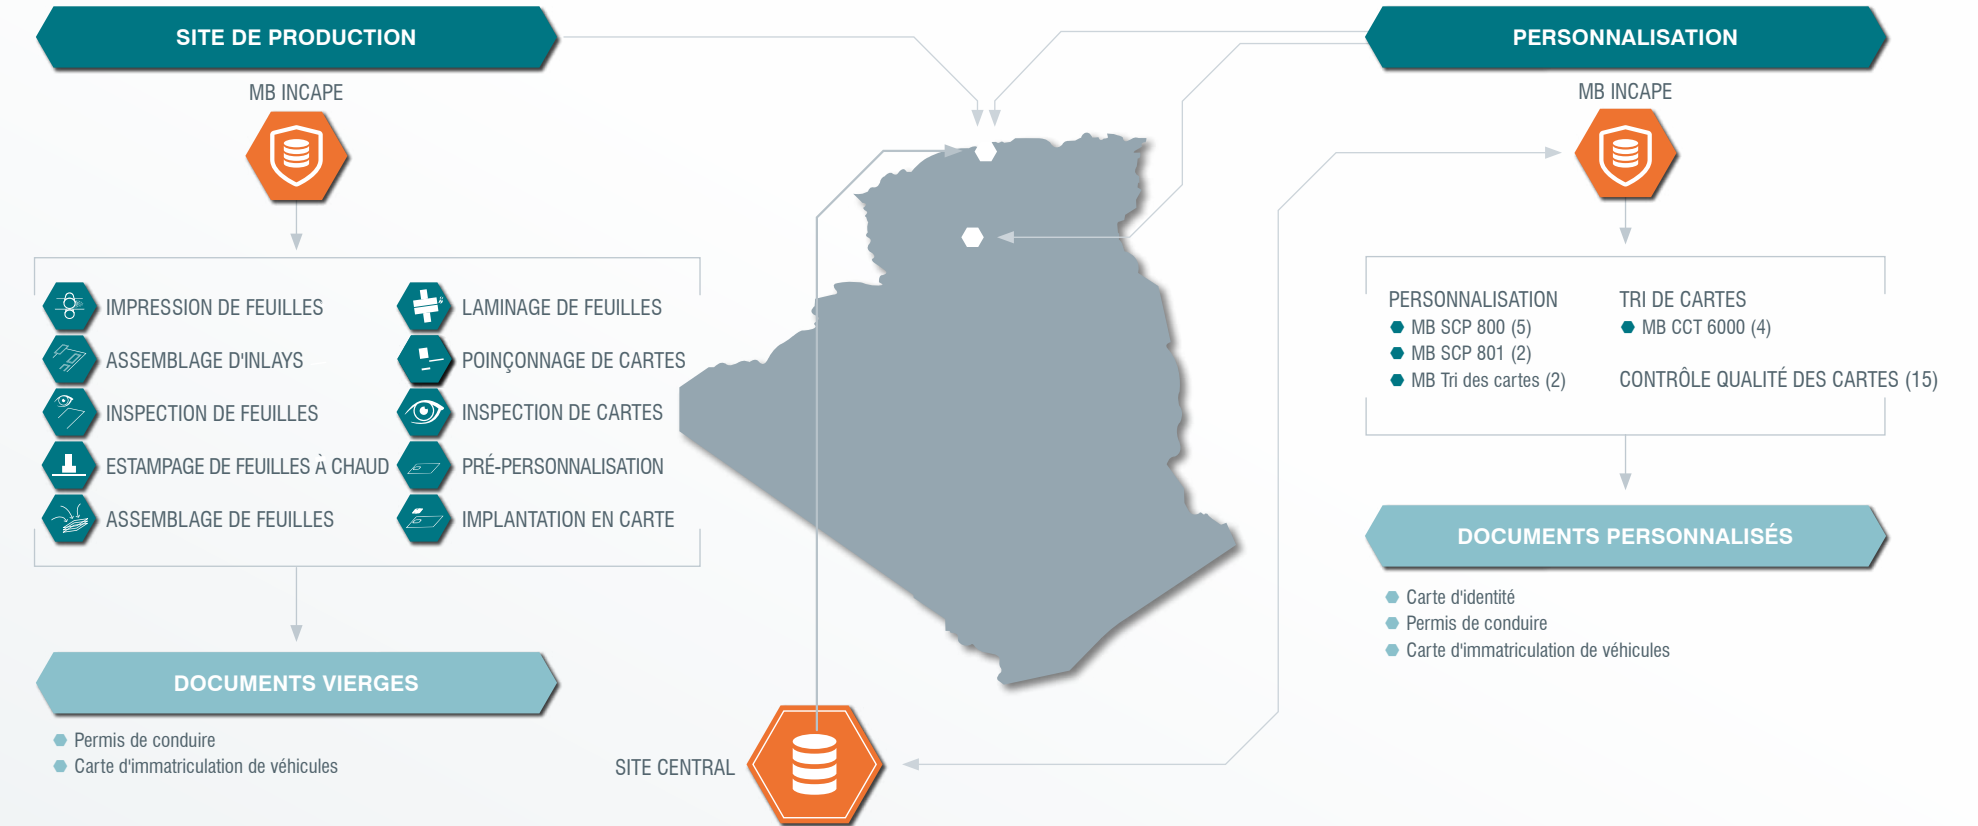 SITE DE PRODUCTION
MB INCAPE
IMPRESSION DE FEUILLES
ASSEMBLAGE D'INLAYS
INSPECTION DE FEUILLES
ESTAMPAGE DE FEUILLES À CHAUD
ASSEMBLAGE DE FEUILLES
LAMINAGE DE FEUILLES
POINÇONNAGE DE CARTES
INSPECTION DE CARTES
PRÉ-PERSONNALISATION
IMPLANTATION EN CARTE
DOCUMENTS VIERGES
Permis de conduire
Carte d'immatriculation de véhicules
SITE CENTRAL
PERSONNALISATION
MB INCAPE
PERSONNALISATION
MB SCP 800 (5)
MB SCP 801 (2)
MB Tri des cartes (2)
TRI DE CARTES
MB CCT 6000 (4)
CONTRÔLE QUALITÉ DES CARTES (15)
DOCUMENTS PERSONNALISÉS
Carte d'identité
Permis de conduire
Carte d'immatriculation de véhicules